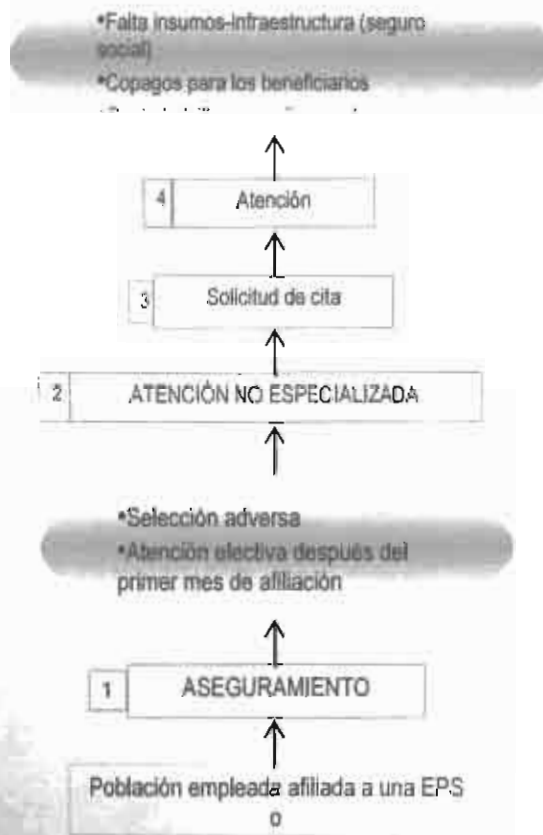 •Falta insumos-infraestructura (seguro
social)
•Copagos para los beneficiarios
4
Atención
3
Solicitud de cita
2
ATENCIÓN NO ESPECIALIZADA
•Selección adversa
•Atención electiva después del
primer mes de afiliación
1
ASEGURAMIENTO
Población empleada afiliada a una EPS
o